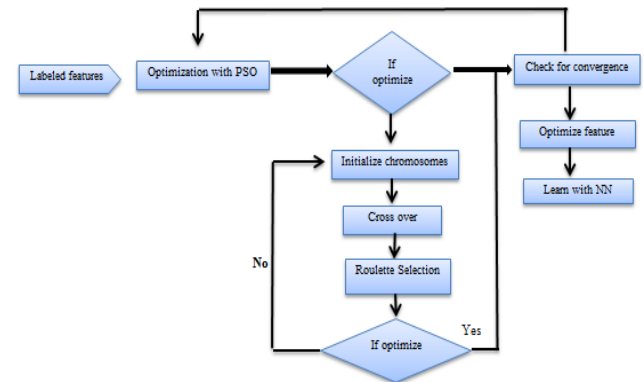 Labeled features
Optimization with PSO
If
optimize
Check for convergence
Optimize feature
Learn with NN
Initialize chromosomes
Cross over
Roulette Selection
No
If optimize
Yes